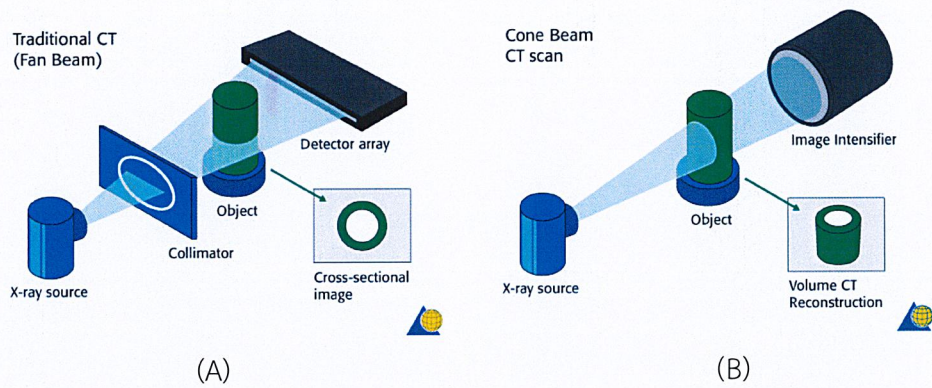 Traditional CT
(Fan Beam)
Detector array
Object
Collimator
X-ray source
Cross-sectional
image
(A)
Cone Beam
CT scan
Image Intensifier
Object
X-ray source
Volume CT
Reconstruction
(B)